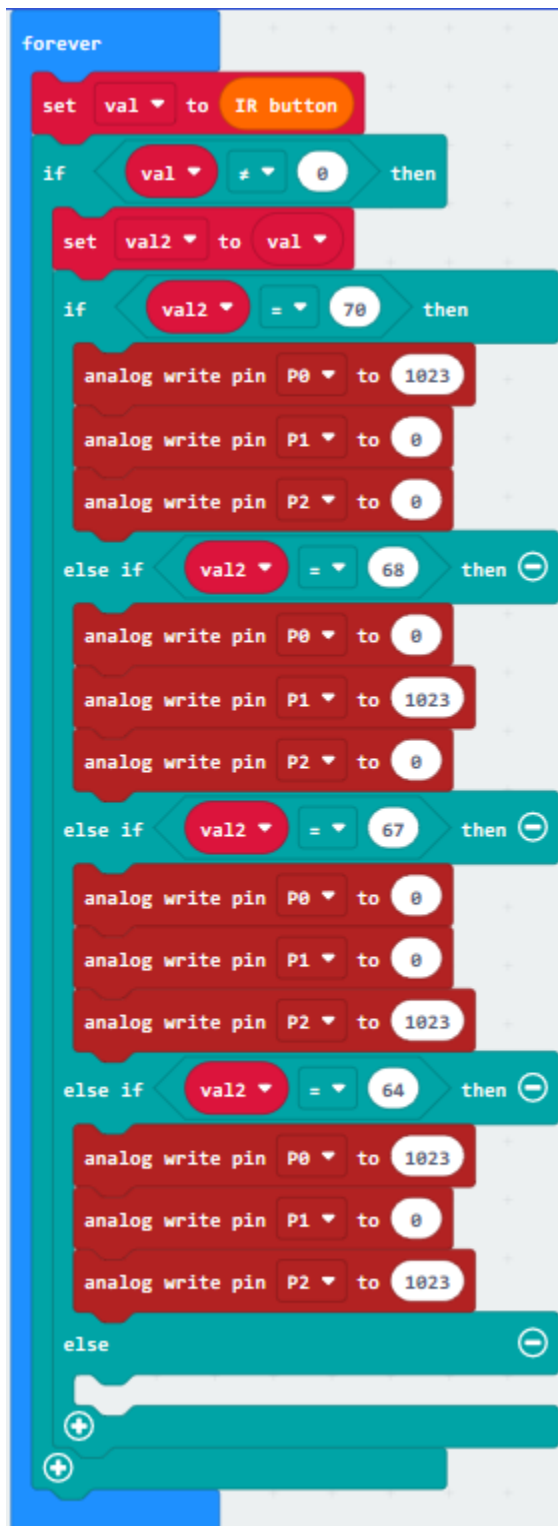 forever
set val to IR button
if val ≠ 0 then
set val2 to val
if val2 = 70 then
analog write pin P0 to 1023
analog write pin P1 to 0
analog write pin P2 to 0
else if val2 = 68 then
analog write pin P0 to 0
analog write pin P1 to 1023
analog write pin P2 to 0
else if val2 = 67 then
analog write pin P0 to 0
analog write pin P1 to 0
analog write pin P2 to 1023
else if val2 = 64 then
analog write pin P0 to 1023
analog write pin P1 to 0
analog write pin P2 to 1023
else